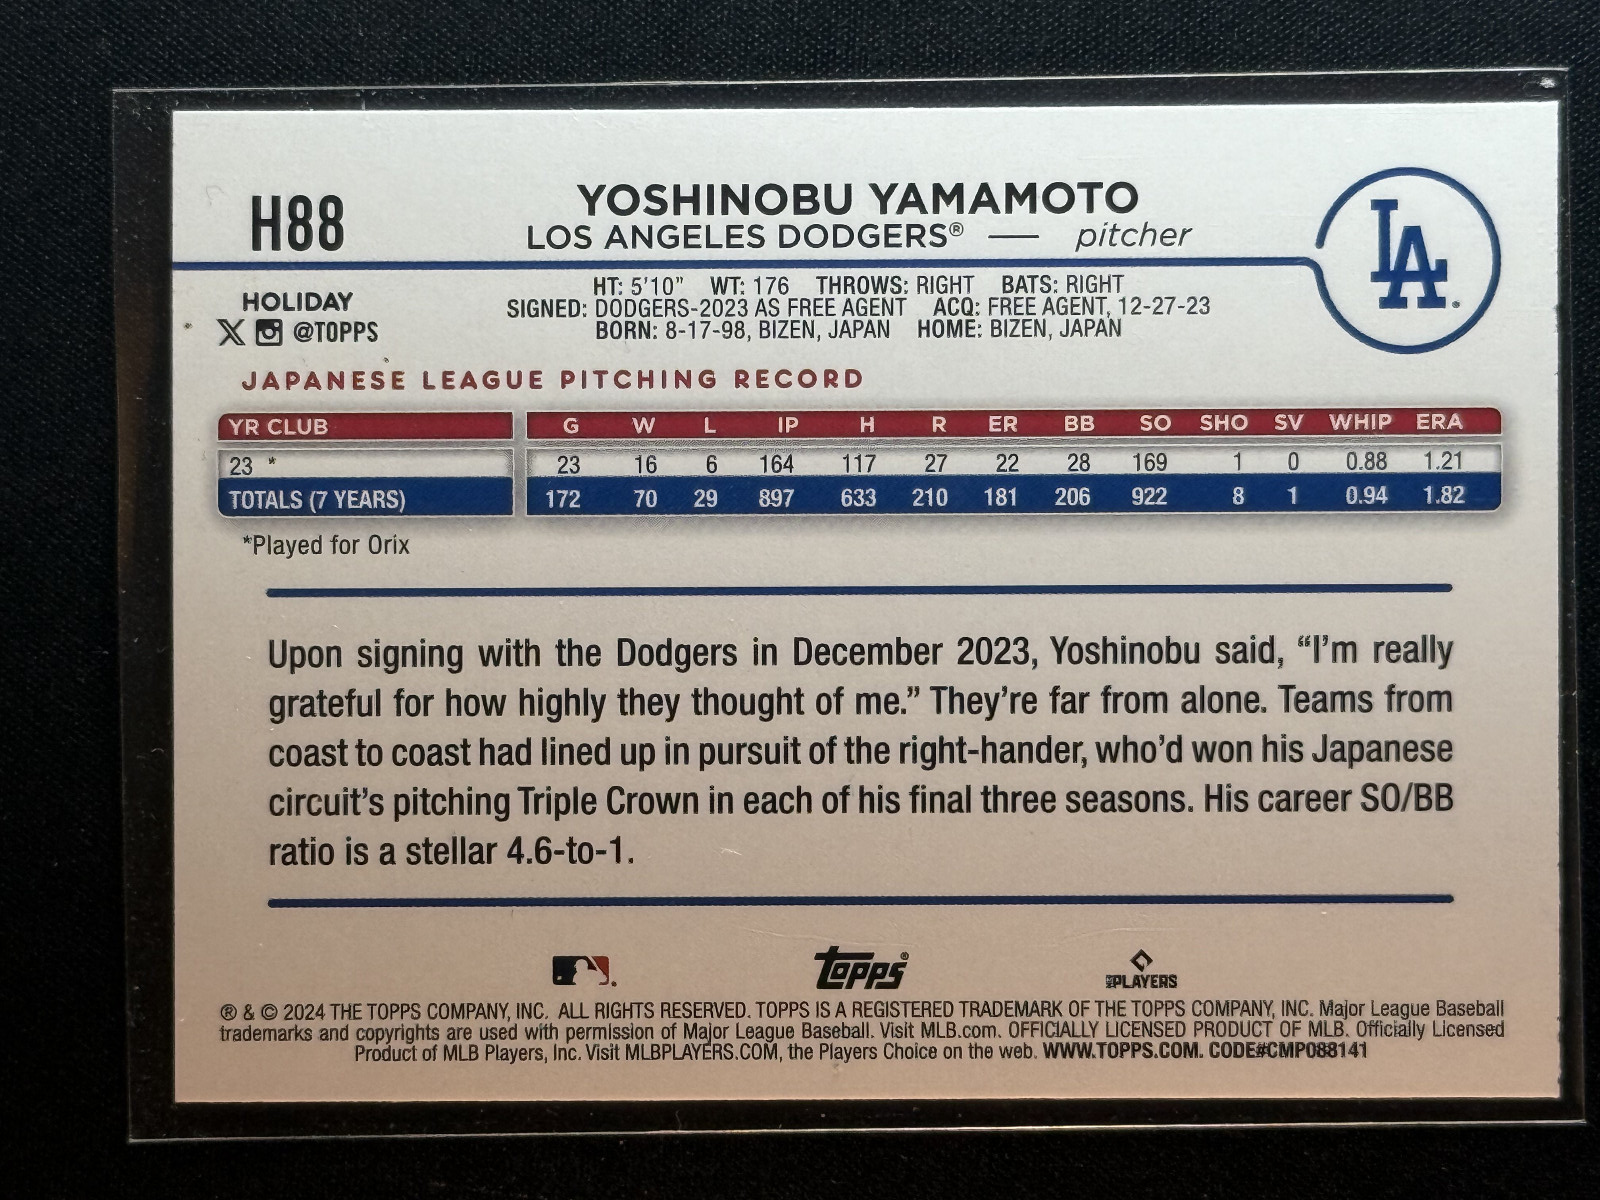 H88
YOSHINOBU YAMAMOTO
LOS ANGELES DODGERS® — pitcher
LA
HOLIDAY
@TOPPS
HT: 5'10" WT: 176 THROWS: RIGHT BATS: RIGHT
SIGNED: DODGERS-2023 AS FREE AGENT ACQ: FREE AGENT, 12-27-23
BORN: 8-17-98, BIZEN, JAPAN HOME: BIZEN, JAPAN
JAPANESE LEAGUE PITCHING RECORD
YR CLUB G W L IP H R ER BB SO SHO SV WHIP ERA
23 * 23 16 6 164 117 27 22 28 169 1 0 0.88 1.21
TOTALS (7 YEARS) 172 70 29 897 633 210 181 206 922 8 1 0.94 1.82
*Played for Orix
Upon signing with the Dodgers in December 2023, Yoshinobu said, “I’m really
grateful for how highly they thought of me.” They’re far from alone. Teams from
coast to coast had lined up in pursuit of the right-hander, who’d won his Japanese
circuit’s pitching Triple Crown in each of his final three seasons. His career SO/BB
ratio is a stellar 4.6-to-1.
Topps®
PLAYERS
® & © 2024 THE TOPPS COMPANY, INC. ALL RIGHTS RESERVED. TOPPS IS A REGISTERED TRADEMARK OF THE TOPPS COMPANY, INC. Major League Baseball
trademarks and copyrights are used with permission of Major League Baseball. Visit MLB.com. OFFICIALLY LICENSED PRODUCT OF MLB. Officially Licensed
Product of MLB Players, Inc. Visit MLBPLAYERS.COM, the Players Choice on the web. WWW.TOPPS.COM. CODE#CMP088141